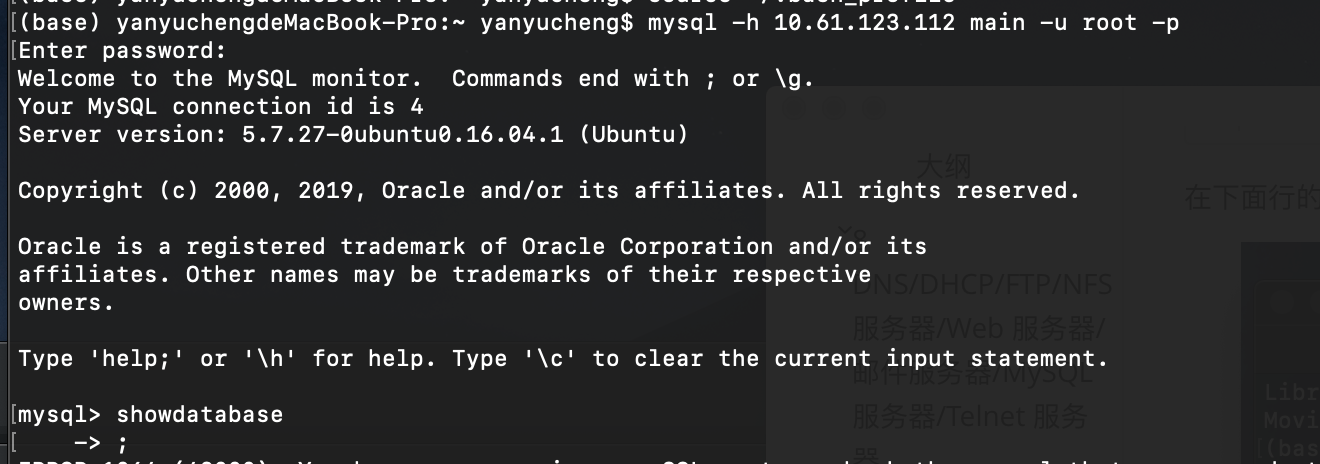 (base) yanyuchengdeMacBook-Pro:~ yanyucheng$
[(base) yanyuchengdeMacBook-Pro:~ yanyucheng$ mysql -h 10.61.123.112 main -u root -p
[Enter password:
Welcome to the MySQL monitor.  Commands end with ; or \g.
Your MySQL connection id is 4
Server version: 5.7.27-0ubuntu0.16.04.1 (Ubuntu)
Copyright (c) 2000, 2019, Oracle and/or its affiliates. All rights reserved.
Oracle is a registered trademark of Oracle Corporation and/or its
affiliates. Other names may be trademarks of their respective
owners.
Type 'help;' or '\h' for help. Type '\c' to clear the current input statement.
[mysql> showdatabase
[    -> ;
大纲
在下面行的
DNS/DHCP/FTP/NFS
服务器/Web 服务器/
邮件服务器/MySQL
服务器/Telnet 服务
器
Libr
Movi
[(bas